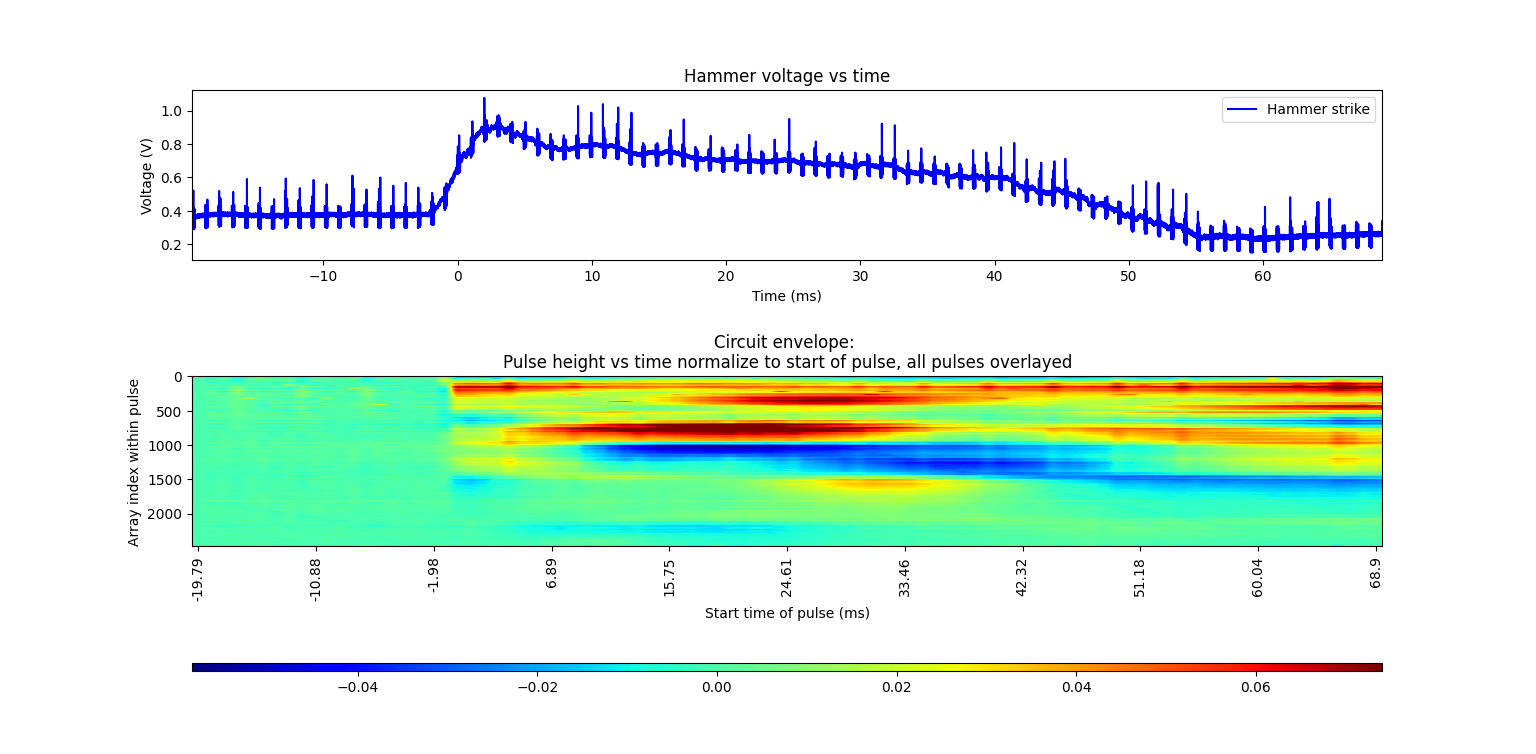 Hammer voltage vs time
Hammer strike
Voltage (V)
1.0
0.8
0.6
0.4
0.2
−10 0 10 20 30 40 50 60
Time (ms)
Circuit envelope:
Pulse height vs time normalize to start of pulse, all pulses overlayed
Array index within pulse
0
500
1000
1500
2000
-19.79 -10.88 -1.98 6.89 15.75 24.61 33.46 42.32 51.18 60.04 68.9
Start time of pulse (ms)
−0.04 −0.02 0.00 0.02 0.04 0.06